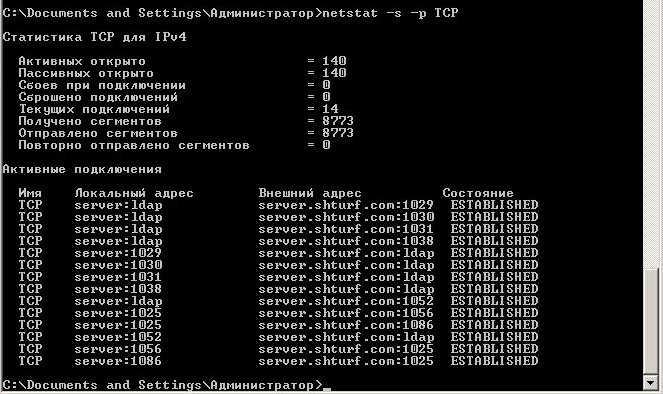 C:\Documents and Settings\Администратор>netstat -s -p TCP
Статистика TCP для IPv4
Активных открыто = 140
Пассивных открыто = 140
Сбоев при подключении = 0
Сброшено подключений = 0
Текущих подключений = 14
Получено сегментов = 8773
Отправлено сегментов = 8773
Повторно отправлено сегментов = 0
Активные подключения
Имя Локальный адрес Внешний адрес Состояние
TCP server:ldap server.shturf.com:1029 ESTABLISHED
TCP server:ldap server.shturf.com:1030 ESTABLISHED
TCP server:ldap server.shturf.com:1031 ESTABLISHED
TCP server:ldap server.shturf.com:1038 ESTABLISHED
TCP server:1029 server.shturf.com:ldap ESTABLISHED
TCP server:1030 server.shturf.com:ldap ESTABLISHED
TCP server:1031 server.shturf.com:ldap ESTABLISHED
TCP server:1038 server.shturf.com:ldap ESTABLISHED
TCP server:ldap server.shturf.com:1052 ESTABLISHED
TCP server:1025 server.shturf.com:1056 ESTABLISHED
TCP server:1025 server.shturf.com:1086 ESTABLISHED
TCP server:1052 server.shturf.com:ldap ESTABLISHED
TCP server:1056 server.shturf.com:1025 ESTABLISHED
TCP server:1086 server.shturf.com:1025 ESTABLISHED
C:\Documents and Settings\Администратор>_